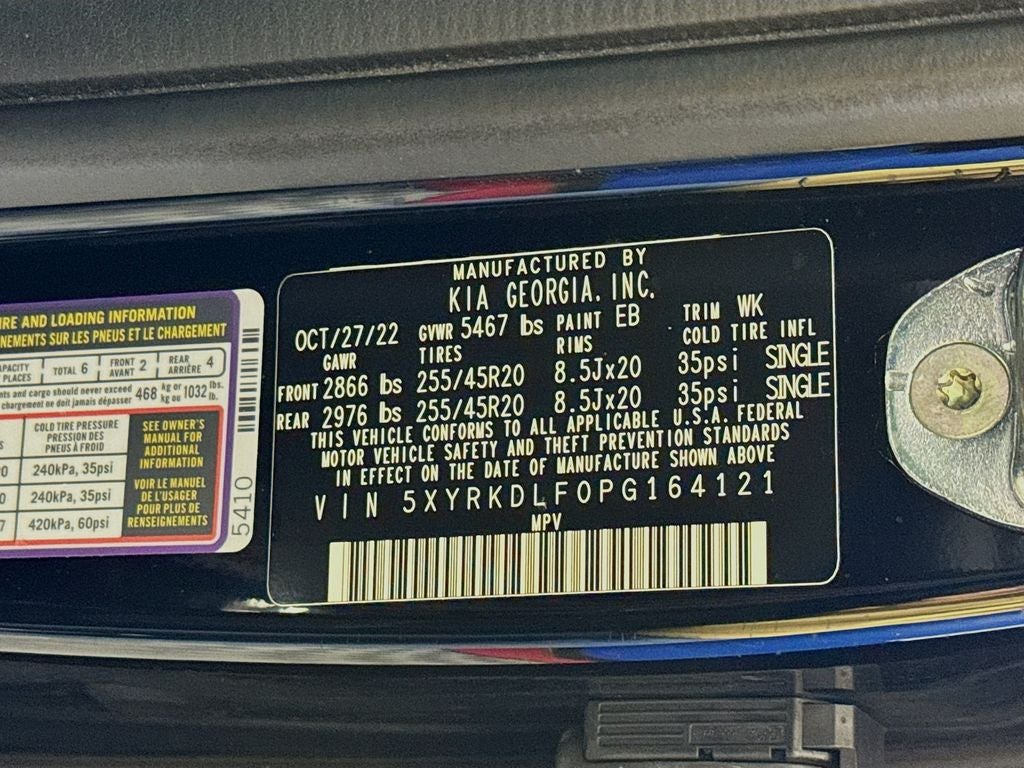 IRE AND LOADING INFORMATION
NEMENTS SUR LES PNEUS ET LE CHARGEMENT
APACITY TOTAL 6 FRONT 2 REAR 4
PLACES AVANT ARRIÈRE
nts and cargo should never exceed 468 kg or 1032 lbs.
chargement ne doit jamais dépasser kg ou lb.
COLD TIRE PRESSURE
PRESSION DES
PNEUS À FROID
240kPa, 35psi
240kPa, 35psi
420kPa, 60psi
SEE OWNER'S
MANUAL FOR
ADDITIONAL
INFORMATION
VOIR LE MANUEL
DE L'USAGER
POUR PLUS DE
RENSEIGNEMENTS
5410
MANUFACTURED BY
KIA GEORGIA, INC.
OCT/27/22 GVWR 5467 lbs PAINT EB TRIM WK
GAWR TIRES RIMS COLD TIRE INFL
FRONT 2866 lbs 255/45R20 8.5Jx20 35psi SINGLE
REAR 2976 lbs 255/45R20 8.5Jx20 35psi SINGLE
THIS VEHICLE CONFORMS TO ALL APPLICABLE U.S.A. FEDERAL
MOTOR VEHICLE SAFETY AND THEFT PREVENTION STANDARDS
IN EFFECT ON THE DATE OF MANUFACTURE SHOWN ABOVE
VIN 5XYRKDLF0PG164121
MPV